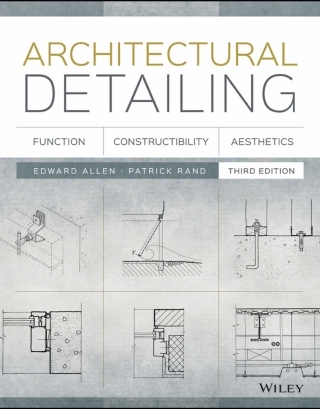 ARCHITECTURAL
DETAILING
FUNCTION CONSTRUCTIBILITY AESTHETICS
EDWARD ALLEN · PATRICK RAND THIRD EDITION
WILEY